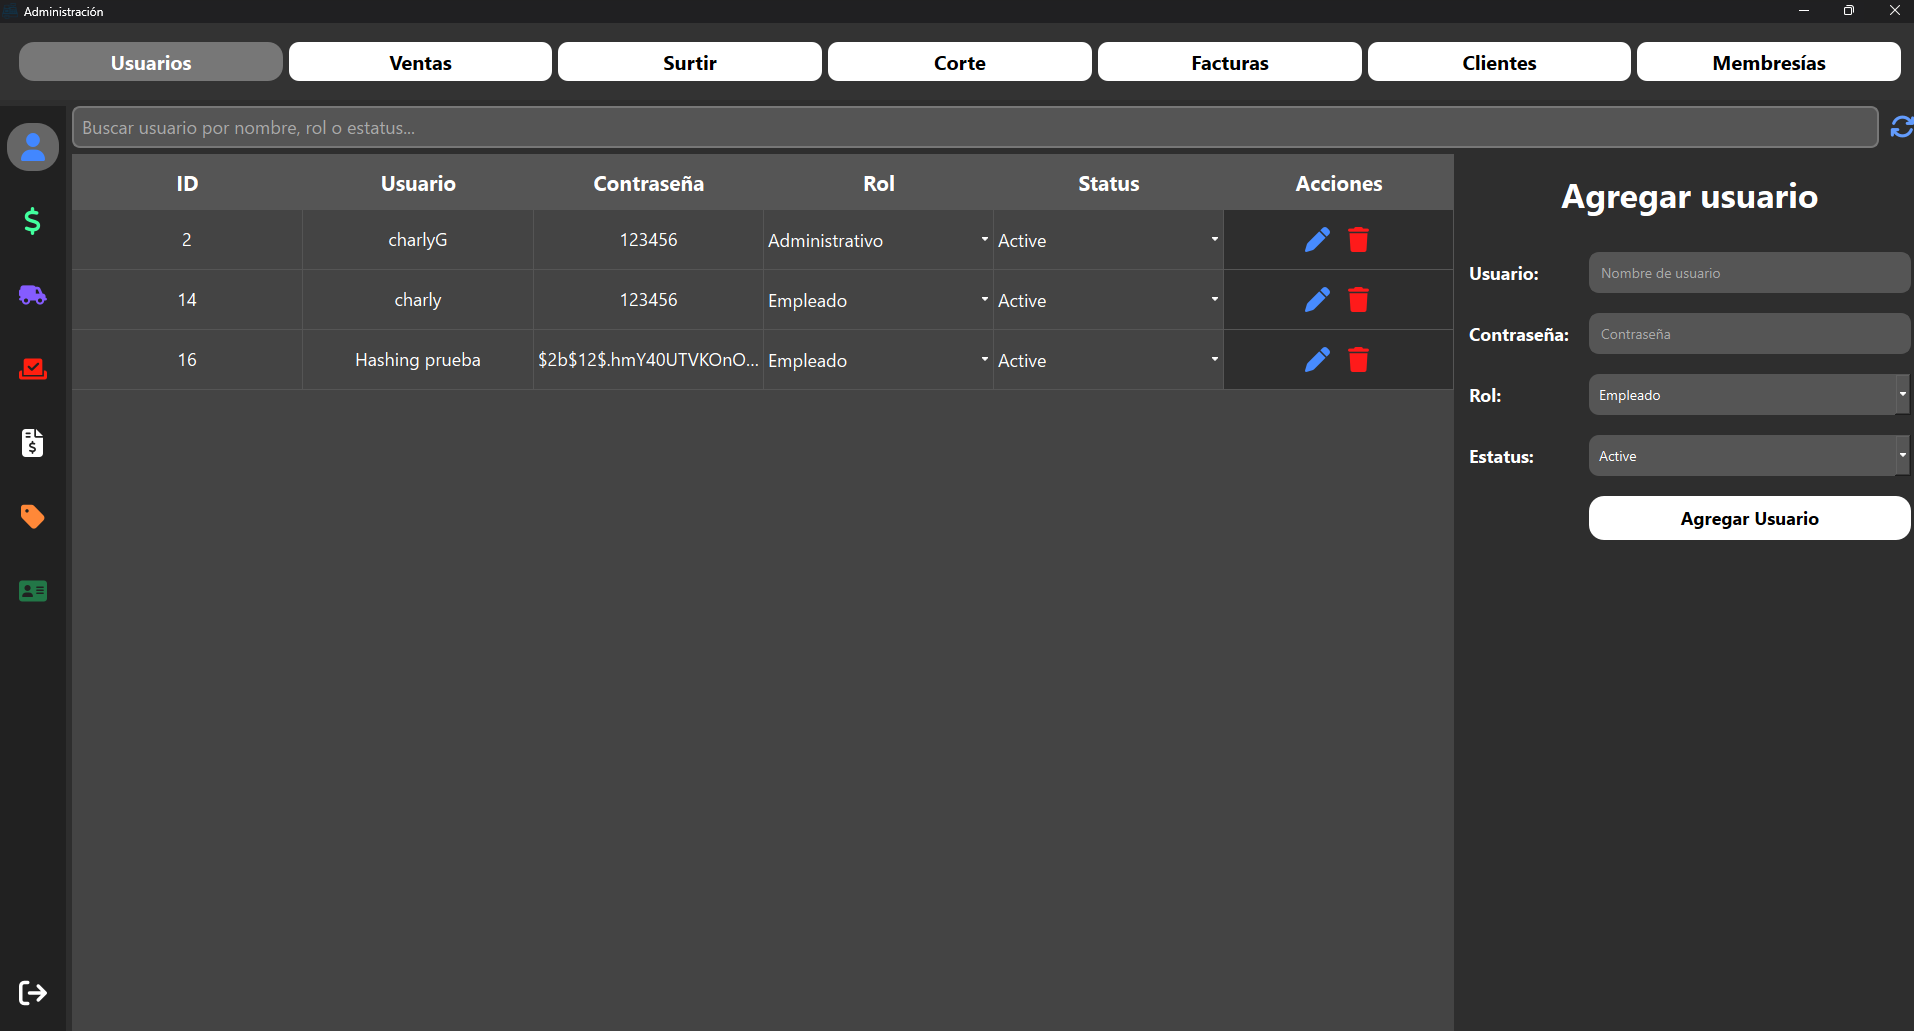 Administración
Usuarios Ventas Surtir Corte Facturas Clientes Membresías
Buscar usuario por nombre, rol o estatus...
ID Usuario Contraseña Rol Status Acciones
2 charlyG 123456 Administrativo Active
14 charly 123456 Empleado Active
16 Hashing prueba $2b$12$.hmY40UTVKOnO... Empleado Active
Agregar usuario
Usuario: Nombre de usuario
Contraseña: Contraseña
Rol: Empleado
Estatus: Active
Agregar Usuario